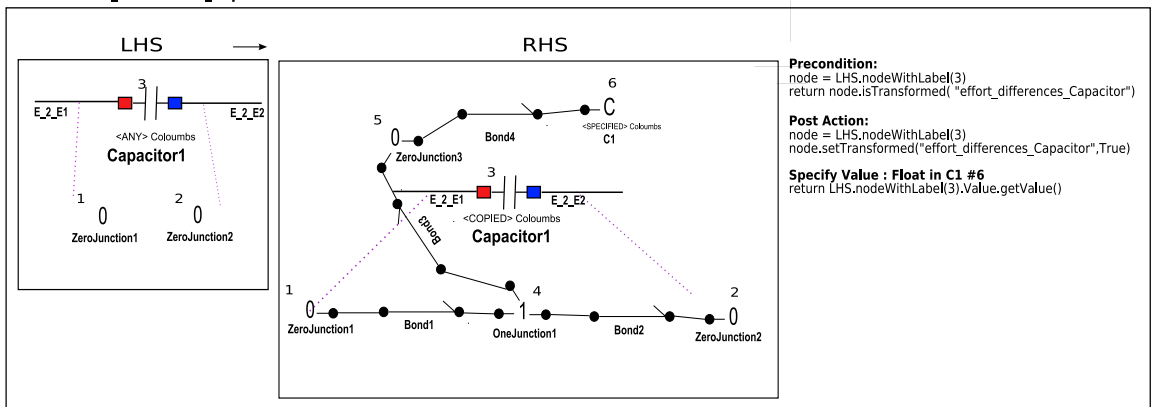 LHS
RHS
3
E_2_E1
E_2_E2
<ANY> Coloumbs
Capacitor1
1
2
0
0
ZeroJunction1
ZeroJunction2
6
C
<SPECIFIED> Coloumbs
C1
5
0
Bond4
ZeroJunction3
3
E_2_E1
E_2_E2
<COPIED> Coloumbs
Capacitor1
Bond3
1
4
2
0
1
0
ZeroJunction1
Bond1
OneJunction1
Bond2
ZeroJunction2
Precondition:
node = LHS.nodeWithLabel(3)
return node.isTransformed( "effort_differences_Capacitor")
Post Action:
node = LHS.nodeWithLabel(3)
node.setTransformed("effort_differences_Capacitor",True)
Specify Value : Float in C1 #6
return LHS.nodeWithLabel(3).Value.getValue()